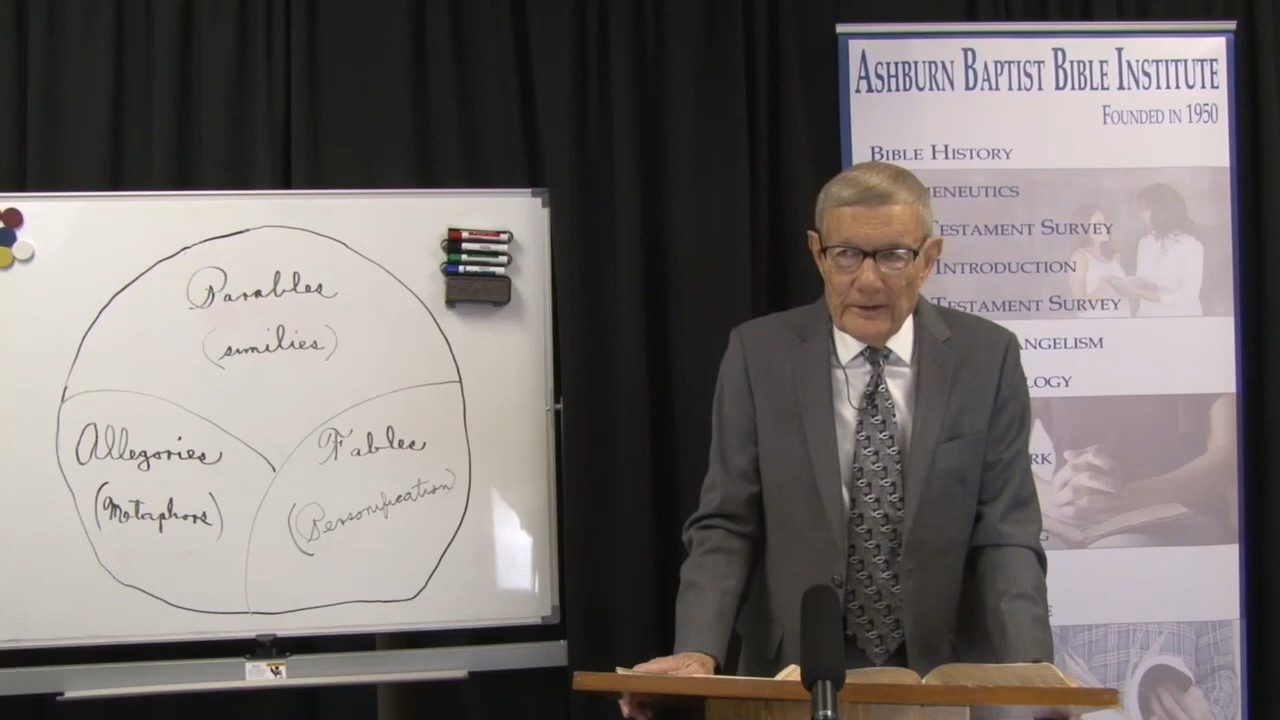 Parables
(similies)
Allegories
(Metaphors)
Fables
(Personification)
ASHBURN BAPTIST BIBLE INSTITUTE
FOUNDED IN 1950
BIBLE HISTORY
MENEUTICS
TESTAMENT SURVEY
INTRODUCTION
TESTAMENT SURVEY
ANGELISM
LOGY
RK
G
E